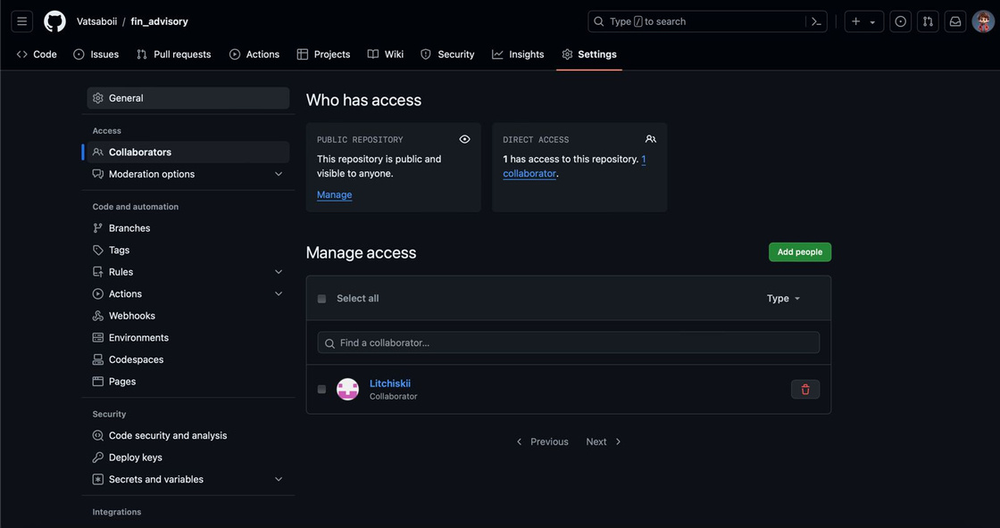 Vatsaboii / fin_advisory
Type / to search
Code
Issues
Pull requests
Actions
Projects
Wiki
Security
Insights
Settings
General
Access
Collaborators
Moderation options
Code and automation
Branches
Tags
Rules
Actions
Webhooks
Environments
Codespaces
Pages
Security
Code security and analysis
Deploy keys
Secrets and variables
Integrations
Who has access
PUBLIC REPOSITORY
This repository is public and
visible to anyone.
Manage
DIRECT ACCESS
1 has access to this repository. 1
collaborator.
Manage access
Add people
Select all
Type
Find a collaborator...
Litchiskii
Collaborator
Previous
Next